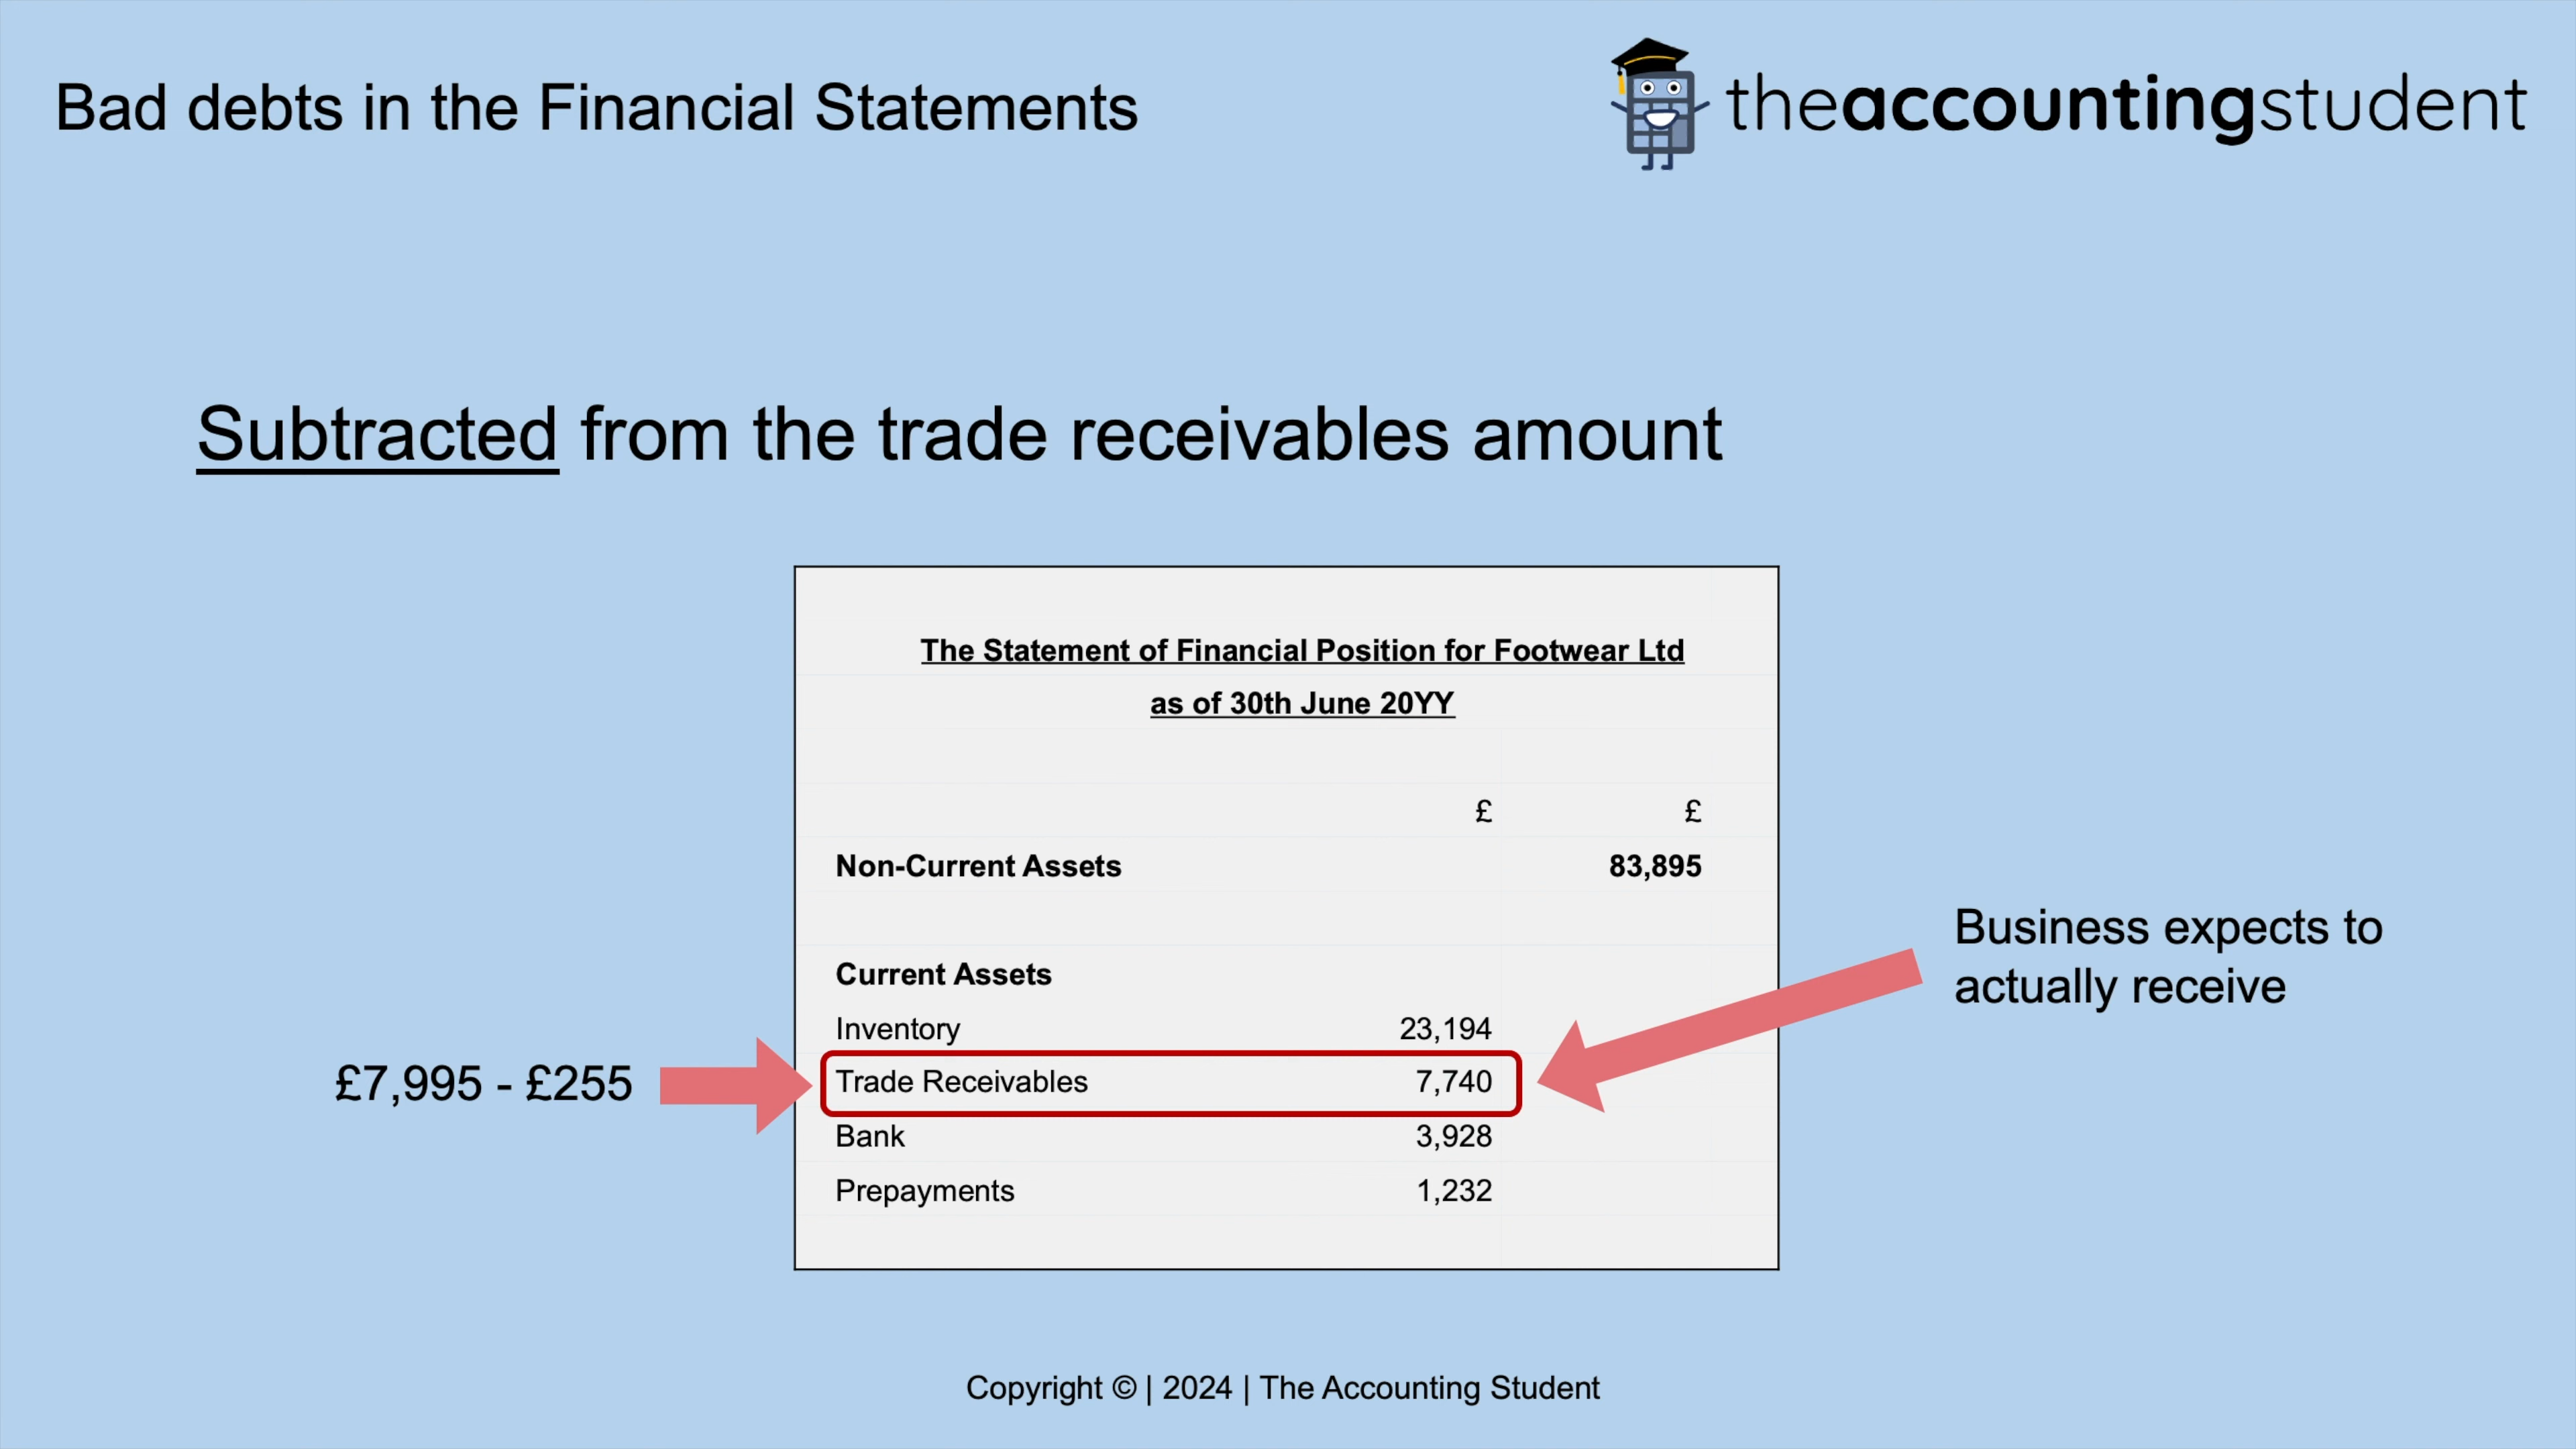 Bad debts in the Financial Statements
theaccountingstudent
Subtracted from the trade receivables amount
The Statement of Financial Position for Footwear Ltd
as of 30th June 20YY
£ £
Non-Current Assets 83,895
Current Assets
Inventory 23,194
Trade Receivables 7,740
Bank 3,928
Prepayments 1,232
£7,995 - £255
Business expects to
actually receive
Copyright © | 2024 | The Accounting Student